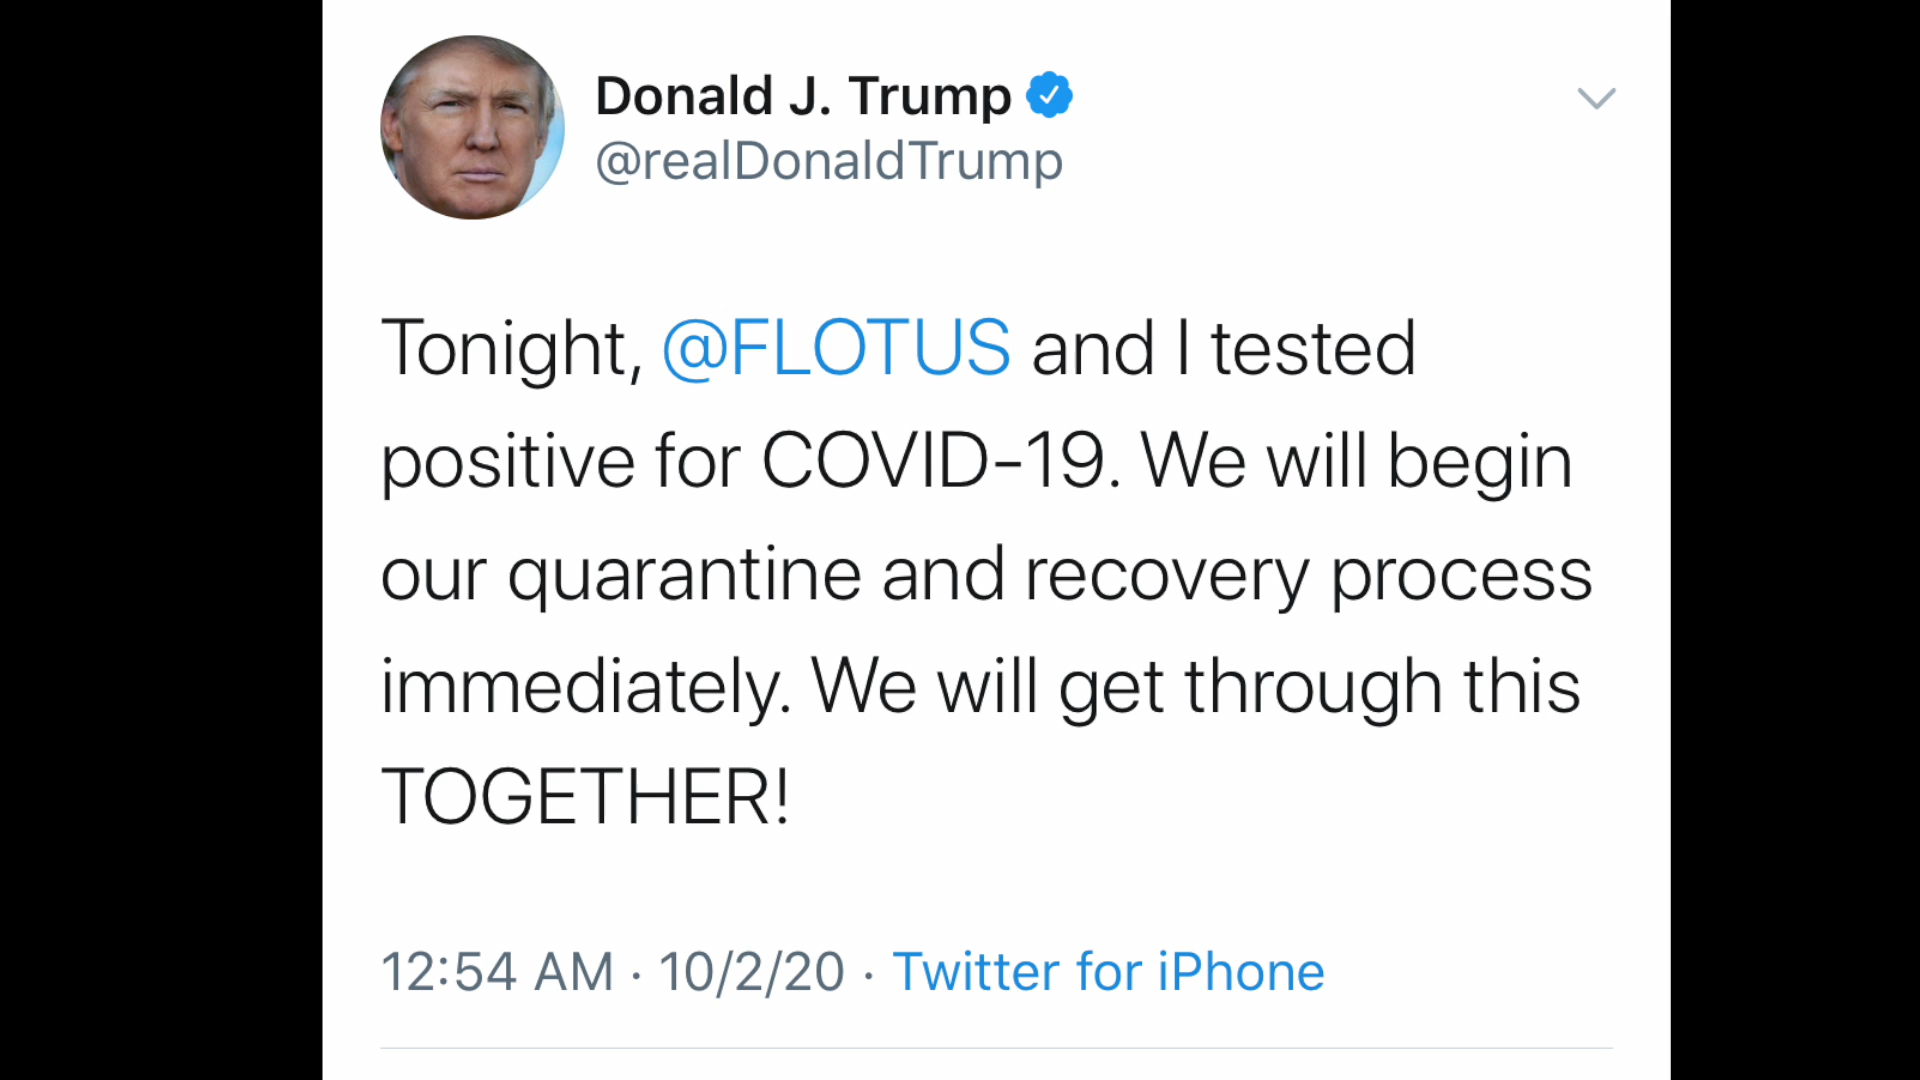 Donald J. Trump
@realDonaldTrump
Tonight, @FLOTUS and I tested
positive for COVID-19. We will begin
our quarantine and recovery process
immediately. We will get through this
TOGETHER!
12:54 AM · 10/2/20 · Twitter for iPhone